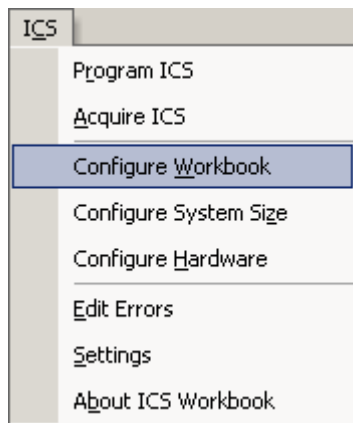 ICS
Program ICS
Acquire ICS
Configure Workbook
Configure System Size
Configure Hardware
Edit Errors
Settings
About ICS Workbook